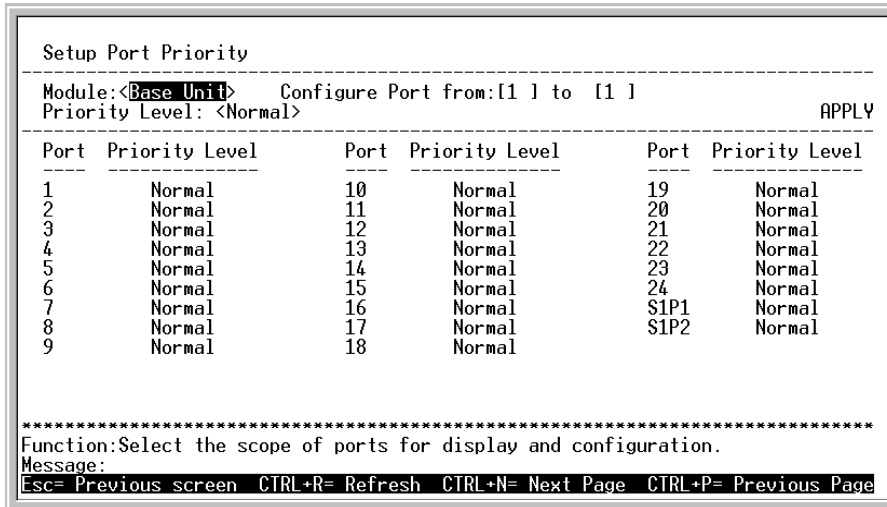 Setup Port Priority
Module:<Base Unit> Configure Port from:[1 ] to [1 ]
Priority Level: <Normal> APPLY
Port Priority Level Port Priority Level Port Priority Level
1 Normal 10 Normal 19 Normal
2 Normal 11 Normal 20 Normal
3 Normal 12 Normal 21 Normal
4 Normal 13 Normal 22 Normal
5 Normal 14 Normal 23 Normal
6 Normal 15 Normal 24 Normal
7 Normal 16 Normal S1P1 Normal
8 Normal 17 Normal S1P2 Normal
9 Normal 18 Normal
*******************************************************************************
Function:Select the scope of ports for display and configuration.
Message:
Esc= Previous screen CTRL+R= Refresh CTRL+N= Next Page CTRL+P= Previous Page